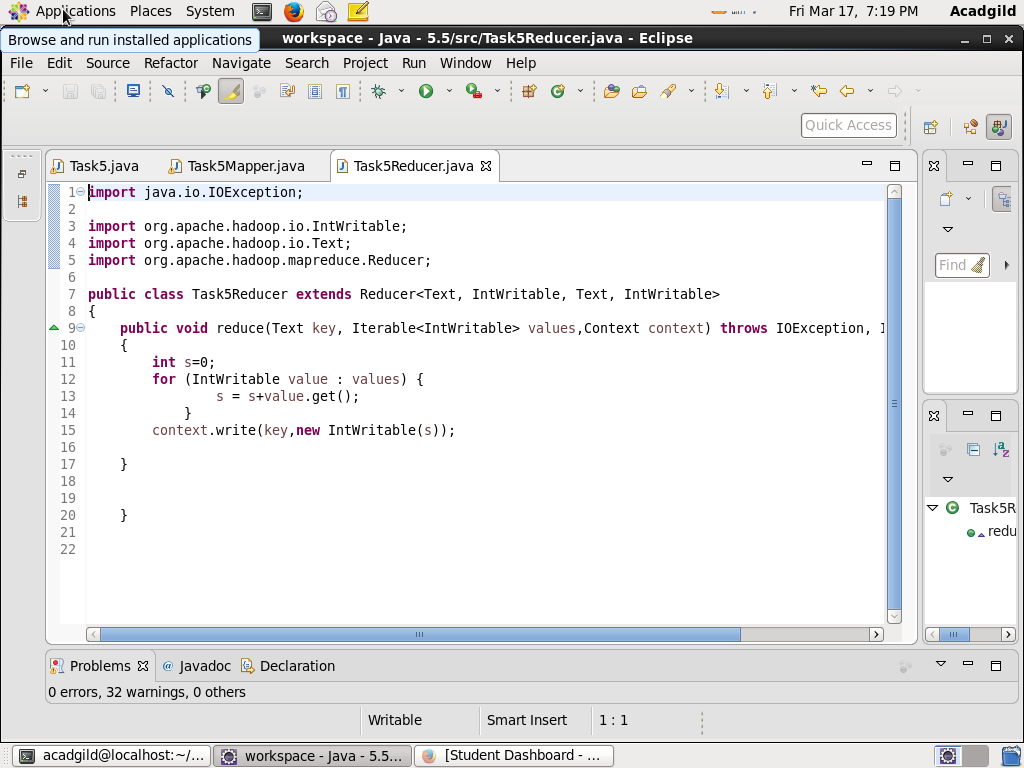 Applications Places System Fri Mar 17, 7:19 PM Acadgild
Browse and run installed applications
workspace - Java - 5.5/src/Task5Reducer.java - Eclipse
File Edit Source Refactor Navigate Search Project Run Window Help
Quick Access
Task5.java Task5Mapper.java Task5Reducer.java
1 import java.io.IOException;
2
3 import org.apache.hadoop.io.IntWritable;
4 import org.apache.hadoop.io.Text;
5 import org.apache.hadoop.mapreduce.Reducer;
6
7 public class Task5Reducer extends Reducer<Text, IntWritable, Text, IntWritable>
8 {
9 public void reduce(Text key, Iterable<IntWritable> values,Context context) throws IOException, I
10 {
11 int s=0;
12 for (IntWritable value : values) {
13 s = s+value.get();
14 }
15 context.write(key,new IntWritable(s));
16
17 }
18
19
20 }
21
22
Find
Task5R
redu
Problems Javadoc Declaration
0 errors, 32 warnings, 0 others
Writable Smart Insert 1 : 1
acadgild@localhost:~/... workspace - Java - 5.5... [Student Dashboard - ...